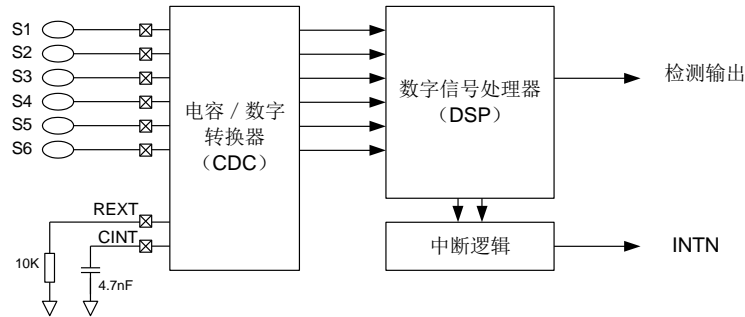 S1
S2
S3
S4
S5
S6
电容 / 数字
转换器
（CDC）
数字信号处理器
（DSP）
检测输出
REXT
CINT
10K
4.7nF
中断逻辑
INTN